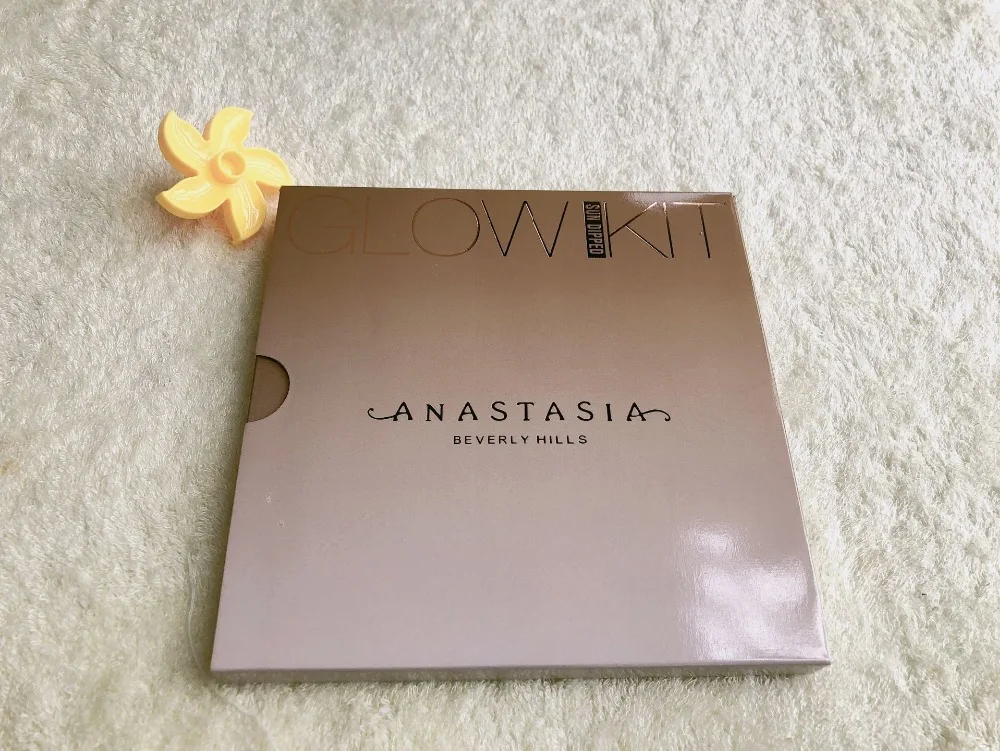 GLOW SUN DIPPED KIT
ANASTASIA
BEVERLY HILLS